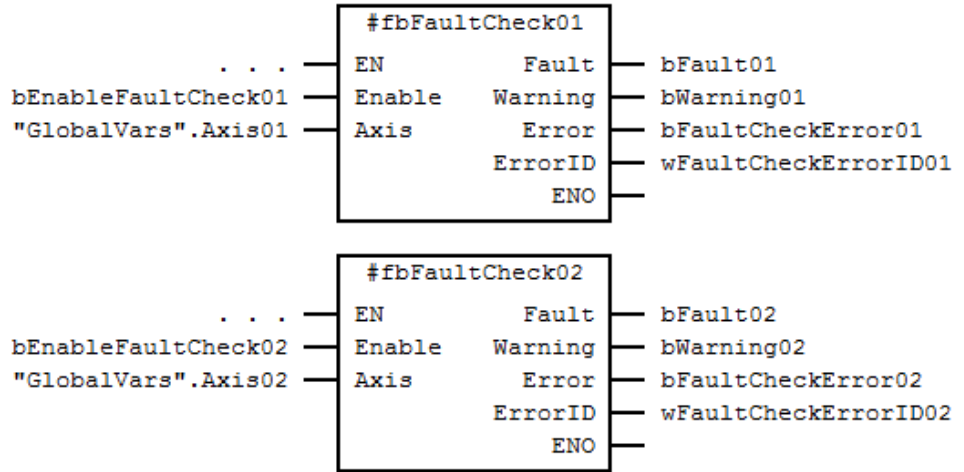 #fbFaultCheck01
. . . EN Fault bFault01
bEnableFaultCheck01 Enable Warning bWarning01
"GlobalVars".Axis01 Axis Error bFaultCheckError01
ErrorID wFaultCheckErrorID01
ENO
#fbFaultCheck02
. . . EN Fault bFault02
bEnableFaultCheck02 Enable Warning bWarning02
"GlobalVars".Axis02 Axis Error bFaultCheckError02
ErrorID wFaultCheckErrorID02
ENO